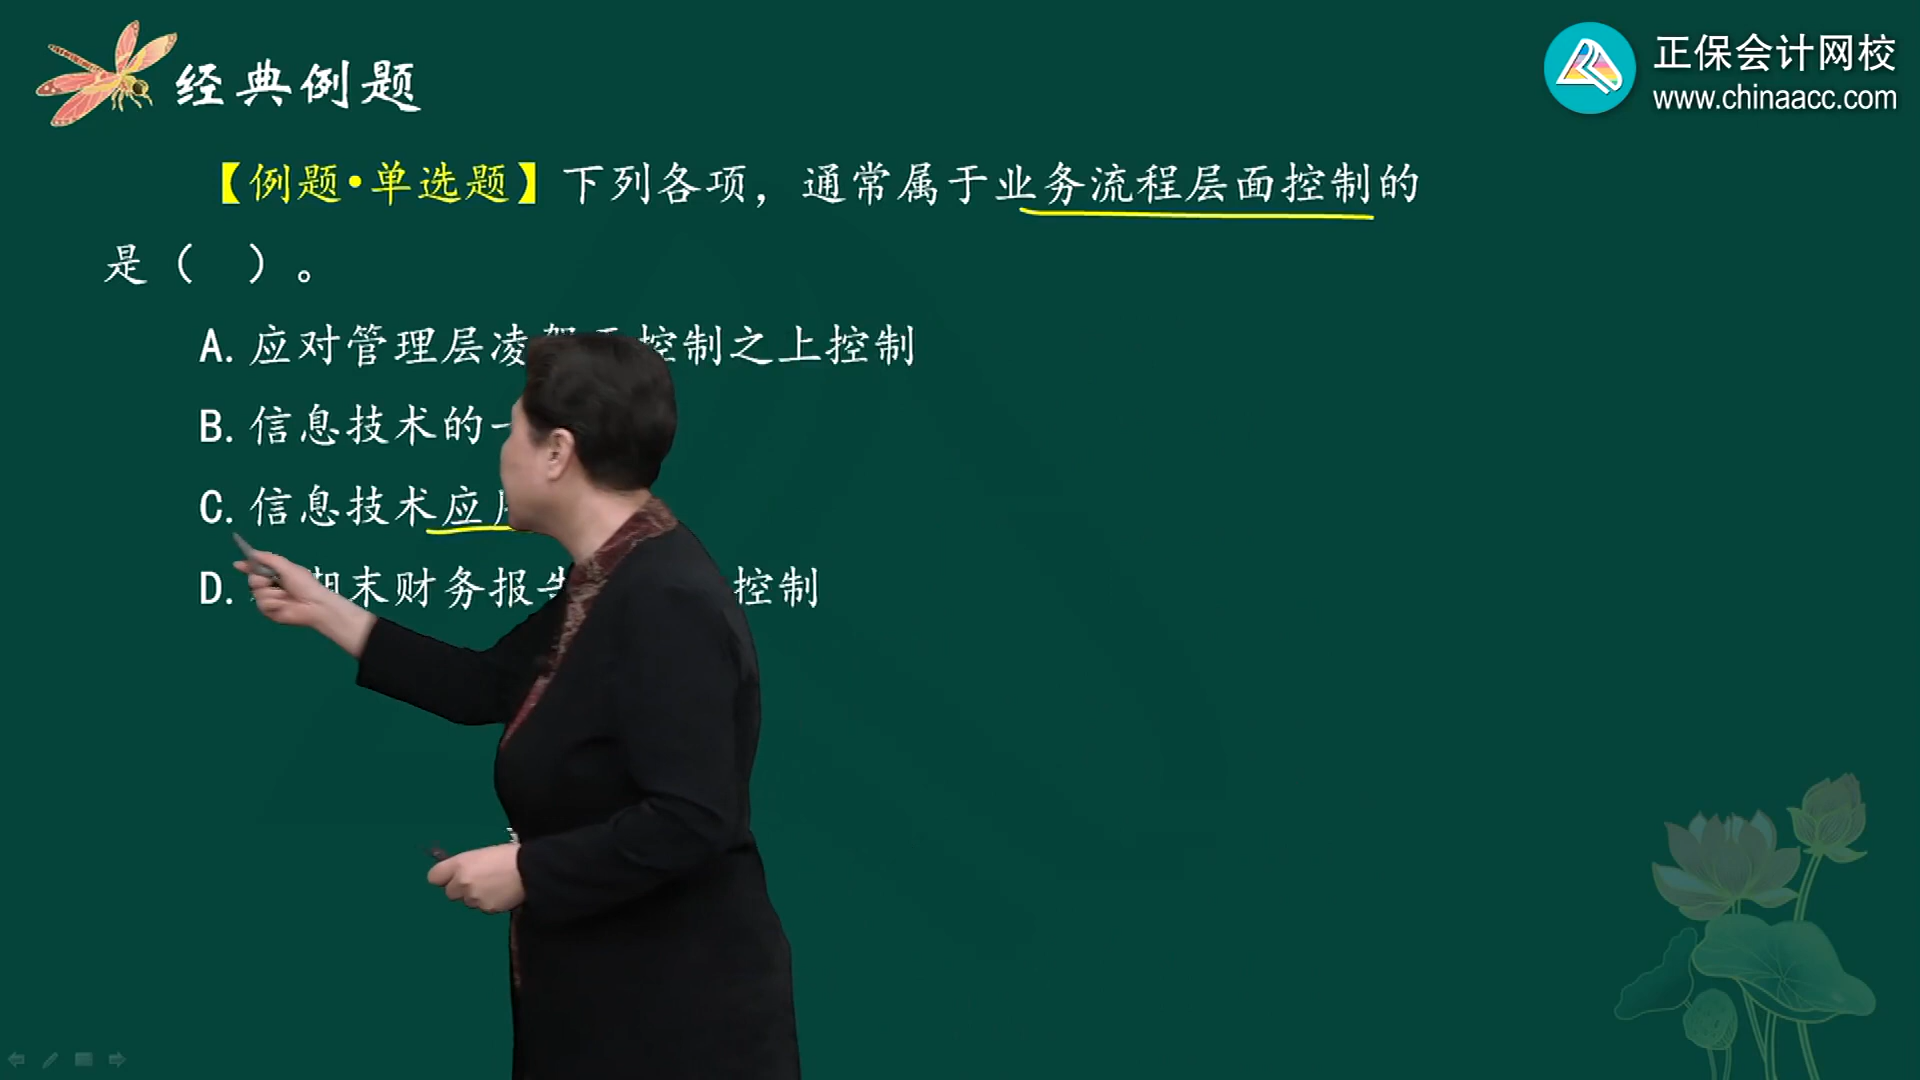 经典例题
正保会计网校
www.chinaacc.com
【例题•单选题】下列各项，通常属于业务流程层面控制的
是（ ）。
A. 应对管理层凌 控制之上控制
B. 信息技术的一
C. 信息技术应
D. 期末财务报告 控制